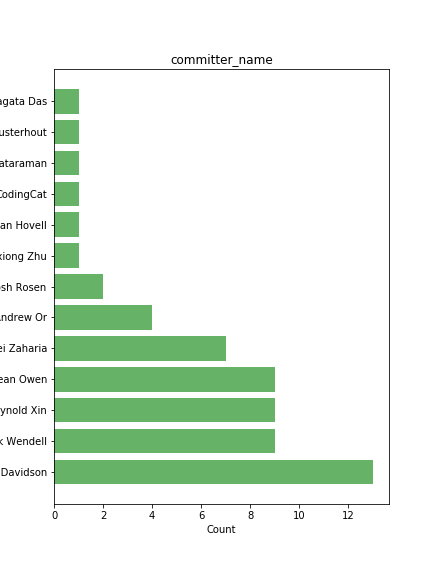 committer_name
agata Das
usterhout
ataraman
CodingCat
an Hovell
xiong Zhu
osh Rosen
Andrew Or
ei Zaharia
ean Owen
ynold Xin
k Wendell
Davidson
0 2 4 6 8 10 12
Count